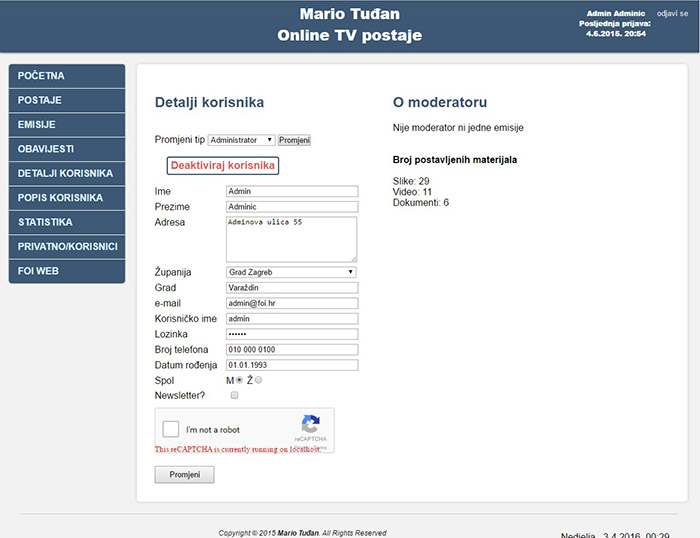 Mario Tuđan
Online TV postaje
Admin Adminic odjavi se
Posljednja prijava:
4.6.2015. 20:54
POČETNA
POSTAJE
EMISIJE
OBAVIJESTI
DETALJI KORISNIKA
POPIS KORISNIKA
STATISTIKA
PRIVATNO/KORISNICI
FOI WEB
Detalji korisnika
Promjeni tip Administrator Promjeni
Deaktiviraj korisnika
Ime Admin
Prezime Adminic
Adresa Adminova ulica 55
Županija Grad Zagreb
Grad Varaždin
e-mail admin@foi.hr
Korisničko ime admin
Lozinka ••••••
Broj telefona 010 000 0100
Datum rođenja 01.01.1993
Spol M Ž
Newsletter?
I'm not a robot
reCAPTCHA
This reCAPTCHA is currently running on localhost.
Promjeni
O moderatoru
Nije moderator ni jedne emisije
Broj postavljenih materijala
Slike: 29
Video: 11
Dokumenti: 6
Copyright © 2015 Mario Tuđan. All Rights Reserved
Nedjelja 3.4.2016. 00:29